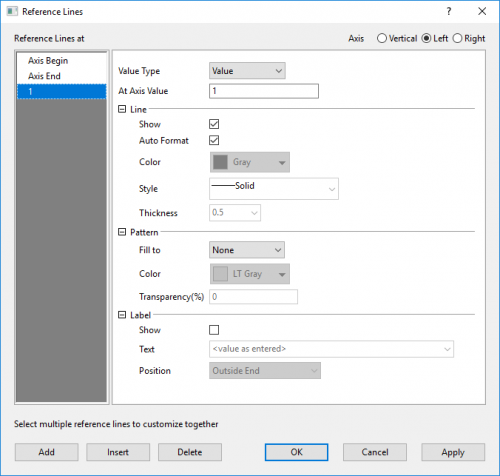 Reference Lines ? ×
Reference Lines at Axis Vertical Left Right
Axis Begin
Axis End
1
Value Type Value
At Axis Value 1
Line
Show
Auto Format
Color Gray
Style Solid
Thickness 0.5
Pattern
Fill to None
Color LT Gray
Transparency(%) 0
Label
Show
Text <value as entered>
Position Outside End
Select multiple reference lines to customize together
Add Insert Delete OK Cancel Apply